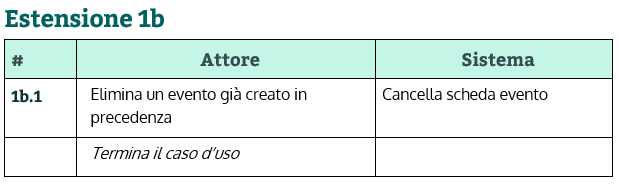 Estensione 1b
# Attore Sistema
1b.1 Elimina un evento già creato in Cancella scheda evento
precedenza
Termina il caso d'uso